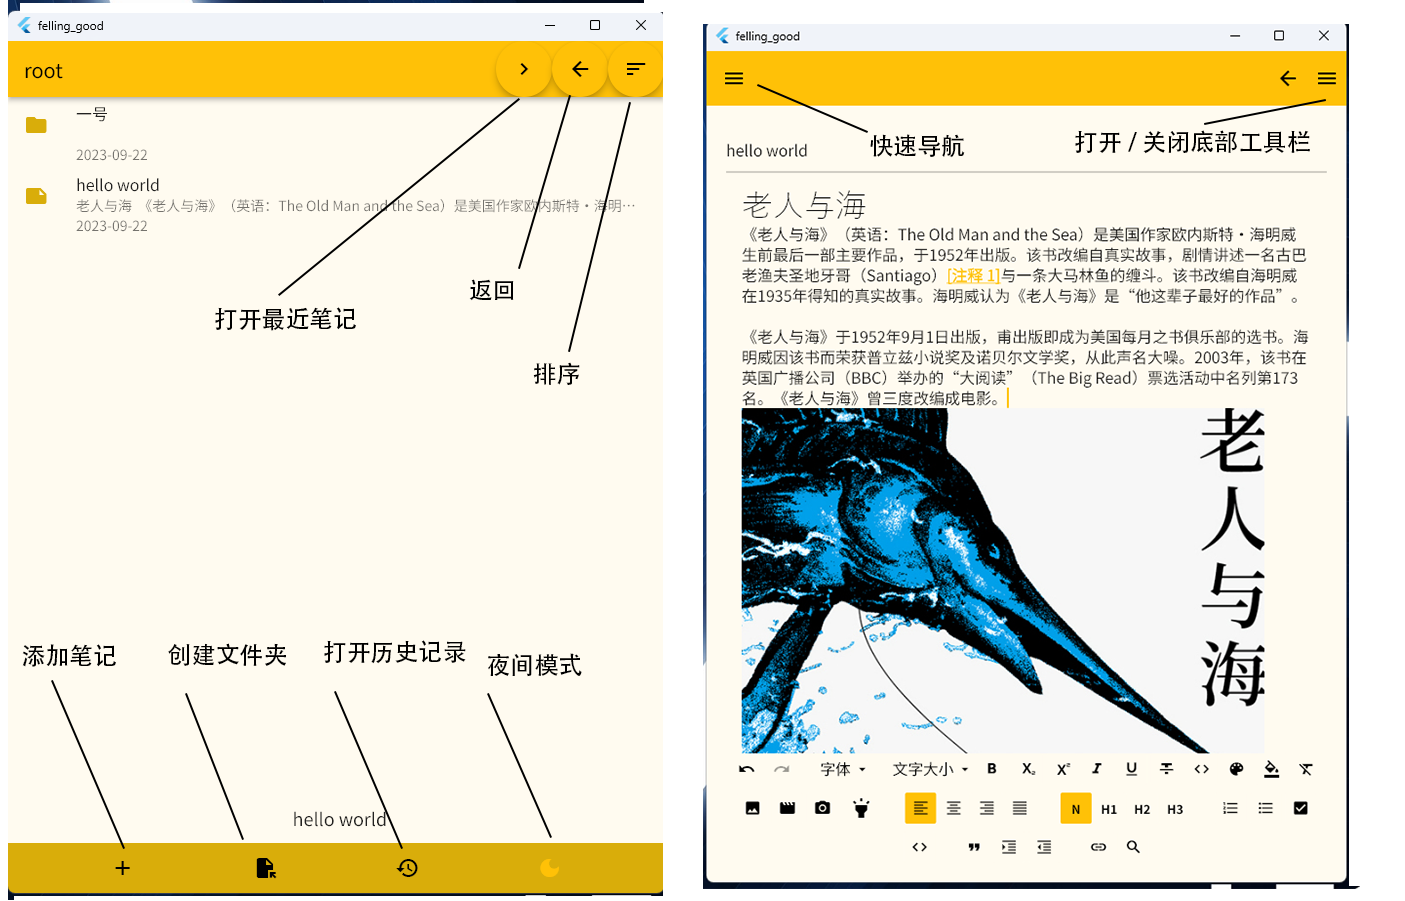 felling_good
root
一号
2023-09-22
hello world
老人与海 《老人与海》（英语：The Old Man and the Sea）是美国作家欧内斯特·海明…
2023-09-22
打开最近笔记
返回
排序
添加笔记
创建文件夹
打开历史记录
夜间模式
hello world
felling_good
快速导航
打开 / 关闭底部工具栏
hello world
老人与海
《老人与海》（英语：The Old Man and the Sea）是美国作家欧内斯特·海明威
生前最后一部主要作品，于1952年出版。该书改编自真实故事，剧情讲述一名古巴
老渔夫圣地牙哥（Santiago）[注释 1]与一条大马林鱼的缠斗。该书改编自海明威
在1935年得知的真实故事。海明威认为《老人与海》是“他这辈子最好的作品”。
《老人与海》于1952年9月1日出版，甫出版即成为美国每月之书俱乐部的选书。海
明威因该书而荣获普立兹小说奖及诺贝尔文学奖，从此声名大噪。2003年，该书在
英国广播公司（BBC）举办的“大阅读”（The Big Read）票选活动中名列第173
名。《老人与海》曾三度改编成电影。
老人与海
字体 文字大小 B X₂ X² I U
N H1 H2 H3